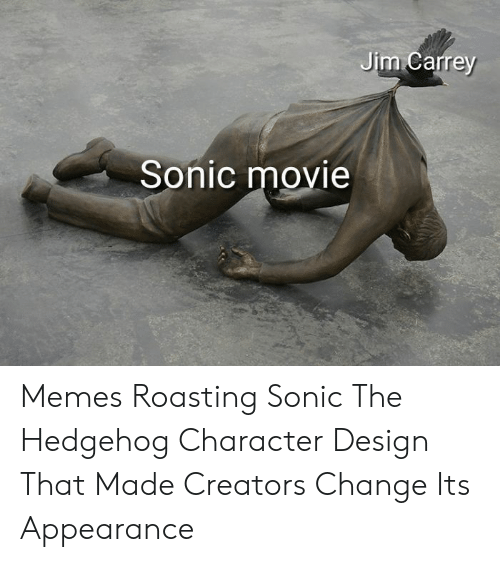 Jim Carrey
Sonic movie
Memes Roasting Sonic The
Hedgehog Character Design
That Made Creators Change Its
Appearance